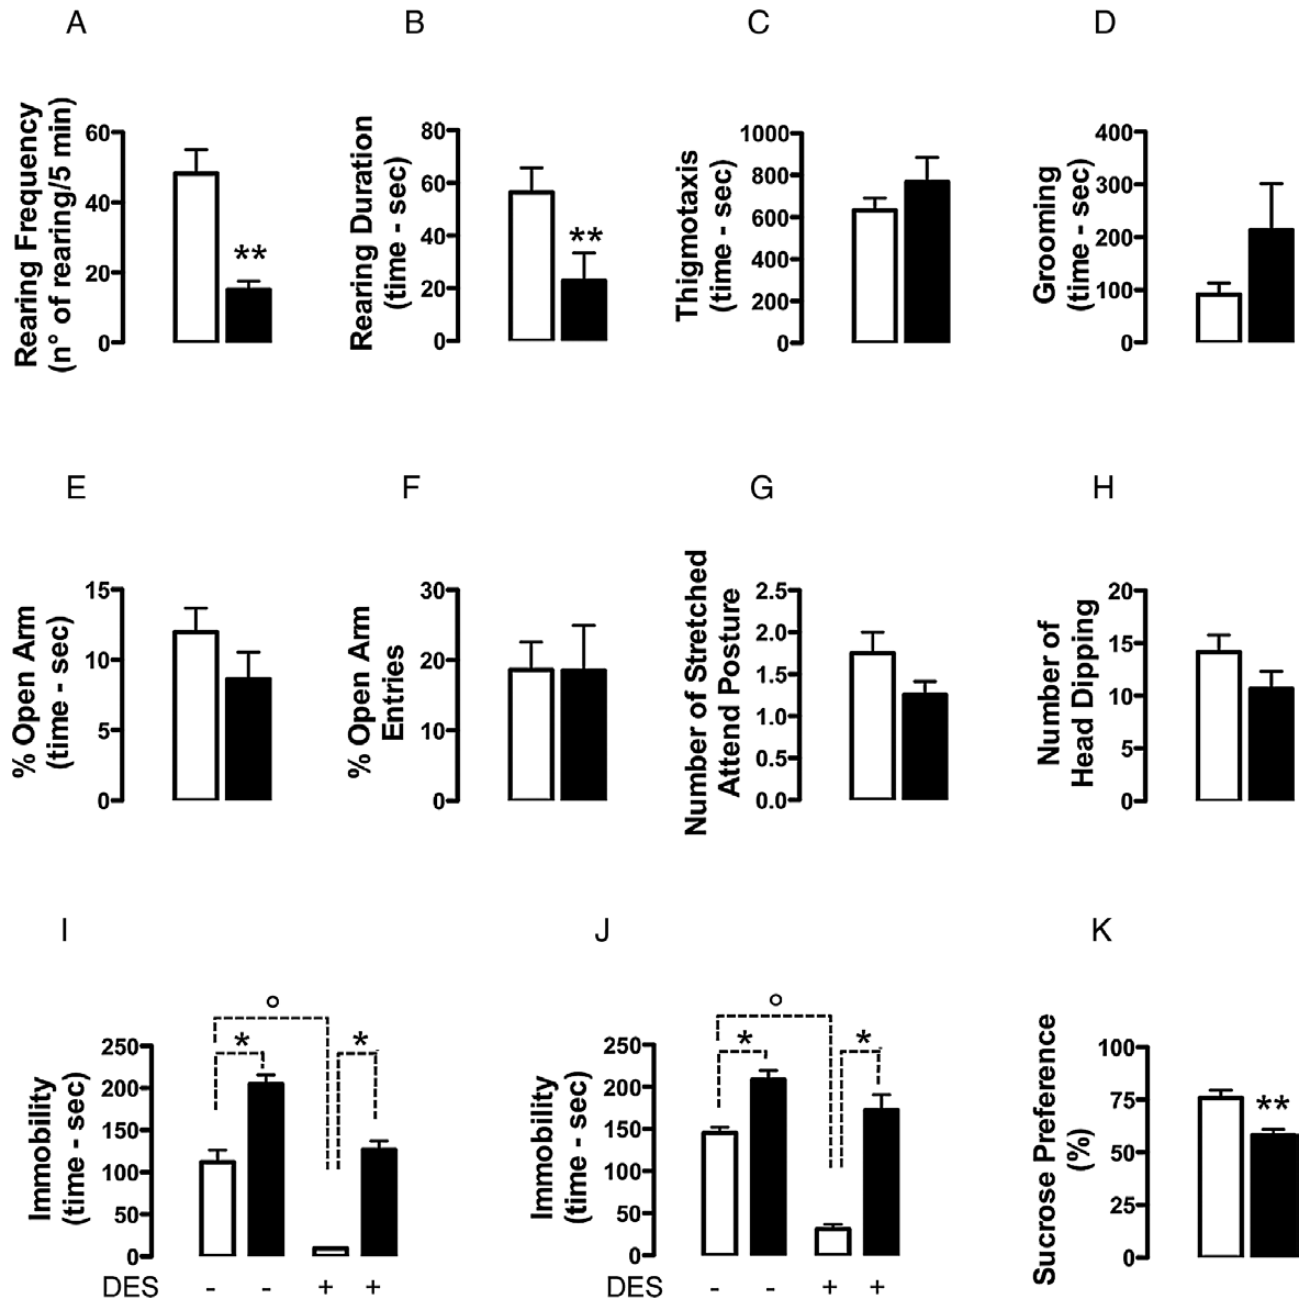 A
B
C
D
Rearing Frequency
(n° of rearing/5 min)
60
40
20
0
**
Rearing Duration
(time - sec)
80
60
40
20
0
**
Thigmotaxis
(time - sec)
1000
800
600
400
200
0
Grooming
(time - sec)
400
300
200
100
0
E
F
G
H
% Open Arm
(time - sec)
15
10
5
0
% Open Arm
Entries
30
20
10
0
Number of Stretched
Attend Posture
2.5
2.0
1.5
1.0
0.5
0.0
Number of
Head Dipping
20
15
10
5
0
I
J
K
Immobility
(time - sec)
250
200
150
100
50
0
°
*
*
DES - - + +
Immobility
(time - sec)
250
200
150
100
50
0
°
*
*
DES - - + +
Sucrose Preference
(%)
100
75
50
25
0
**